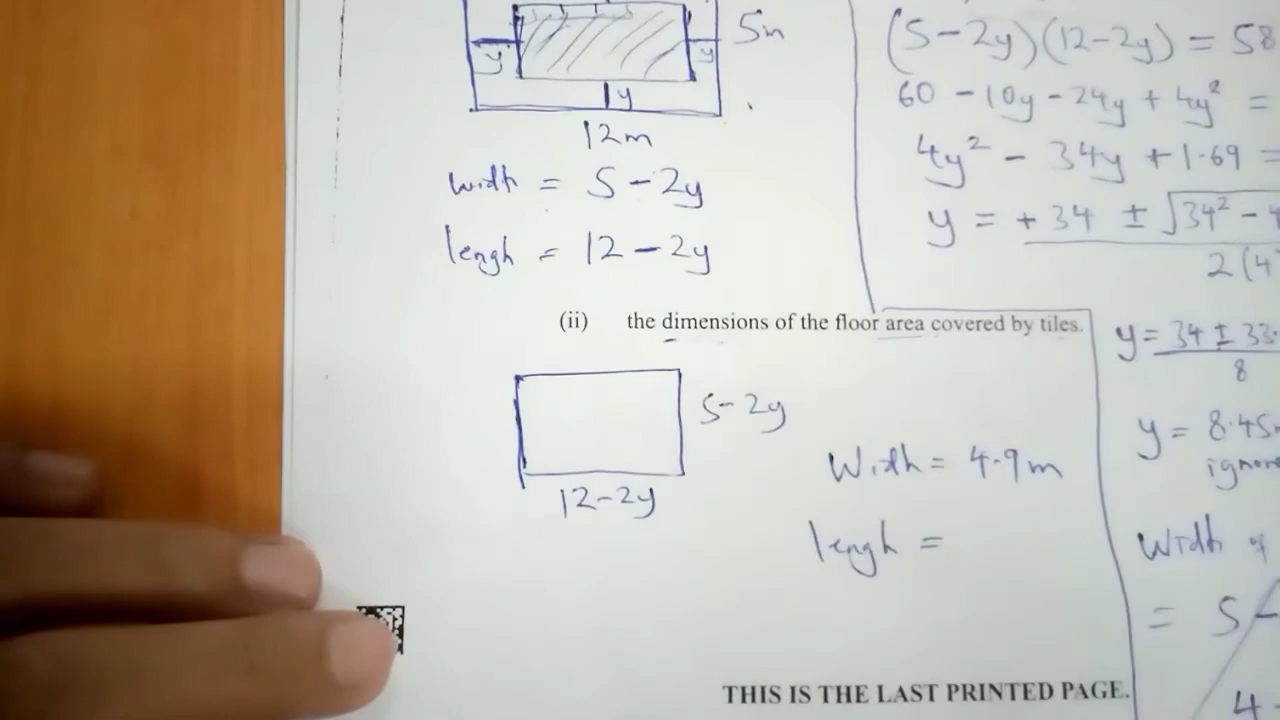 5m
y
y
y
12m
width = 5-2y
lengh = 12-2y
(ii) the dimensions of the floor area covered by tiles.
5-2y
12-2y
Width = 4.9m
lengh =
THIS IS THE LAST PRINTED PAGE.
(5-2y)(12-2y) = 58
60 -10y -24y + 4y² =
4y² - 34y + 1.69 =
y = +34 ± √34² - 4
2(4
y = 34 ± 33.
8
y = 8.45
ignore
Width of
= 5-
4